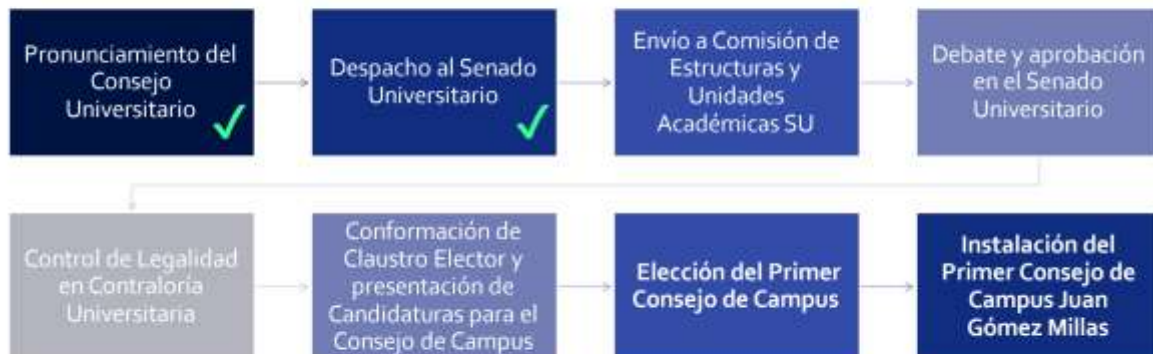 Pronunciamiento del
Consejo
Universitario
Despacho al Senado
Universitario
Envío a Comisión de
Estructuras y
Unidades
Académicas SU
Debate y aprobación
en el Senado
Universitario
Control de Legalidad
en Contraloría
Universitaria
Conformación de
Claustro Elector y
presentación de
Candidaturas para el
Consejo de Campus
Elección del Primer
Consejo de Campus
Instalación del
Primer Consejo de
Campus Juan
Gómez Millas